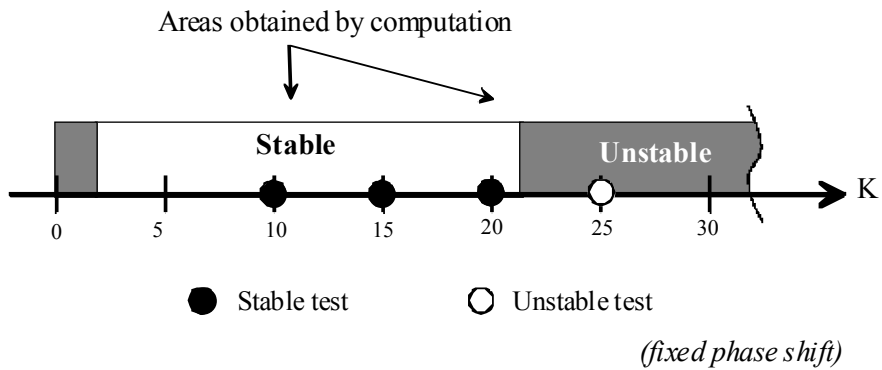 Areas obtained by computation
Stable
Unstable
K
0 5 10 15 20 25 30
Stable test Unstable test
(fixed phase shift)